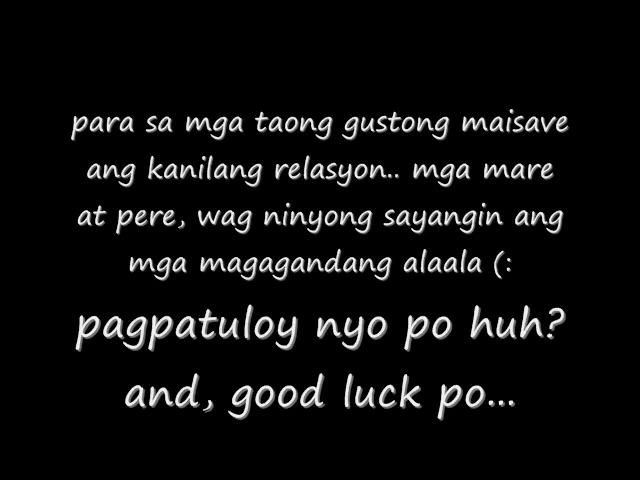 para sa mga taong gustong maisave
ang kanilang relasyon.. mga mare
at pere, wag ninyong sayangin ang
mga magagandang alaala (:
pagpatuloy nyo po huh?
and, good luck po...